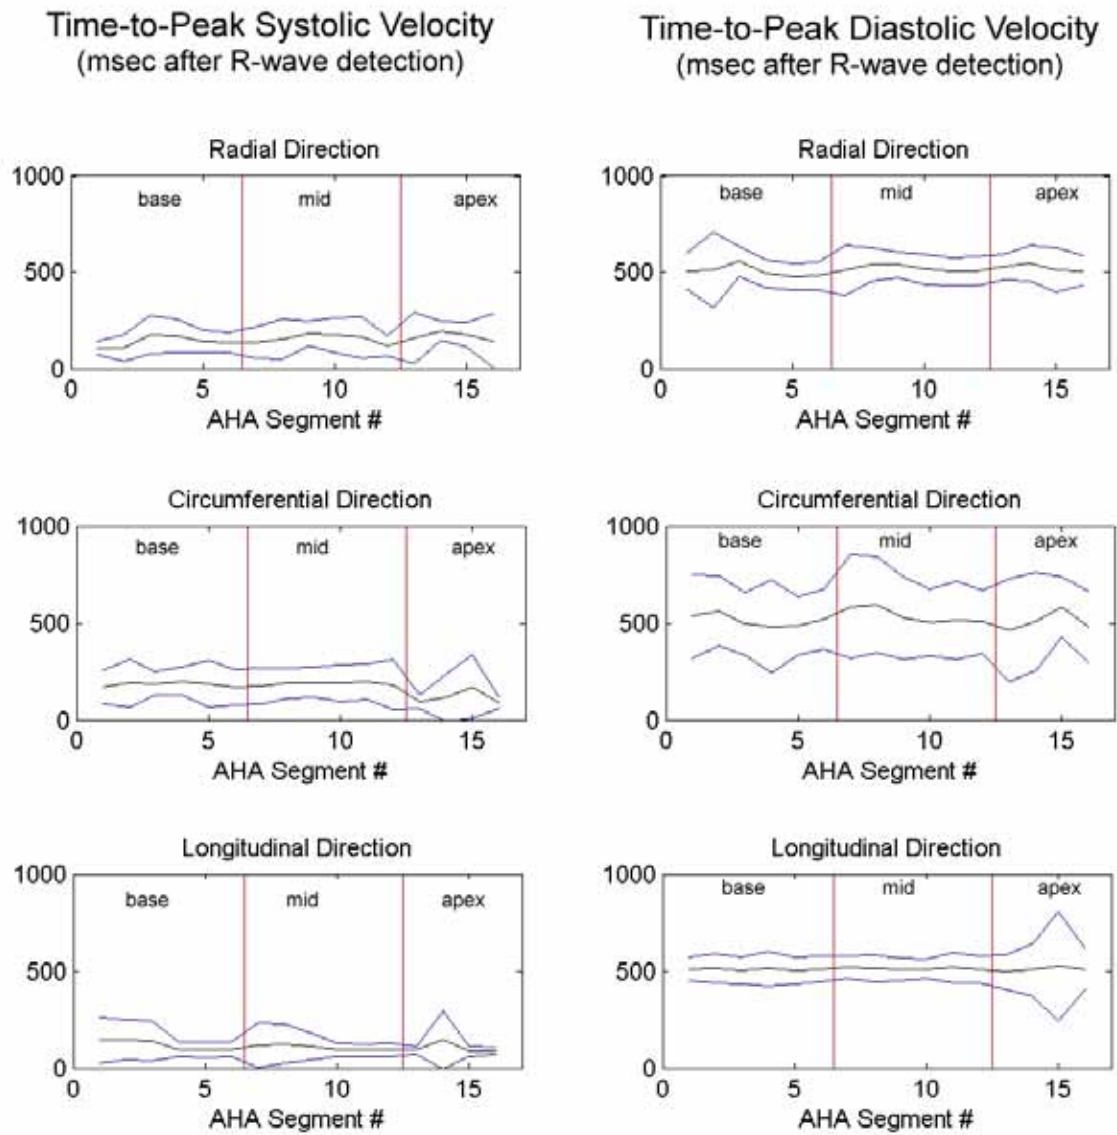 Time-to-Peak Systolic Velocity
(msec after R-wave detection)
Time-to-Peak Diastolic Velocity
(msec after R-wave detection)
Radial Direction
1000
500
0
base
mid
apex
0
5
10
15
AHA Segment #
Radial Direction
1000
500
0
base
mid
apex
0
5
10
15
AHA Segment #
Circumferential Direction
1000
500
0
base
mid
apex
0
5
10
15
AHA Segment #
Circumferential Direction
1000
500
0
base
mid
apex
0
5
10
15
AHA Segment #
Longitudinal Direction
1000
500
0
base
mid
apex
0
5
10
15
AHA Segment #
Longitudinal Direction
1000
500
0
base
mid
apex
0
5
10
15
AHA Segment #